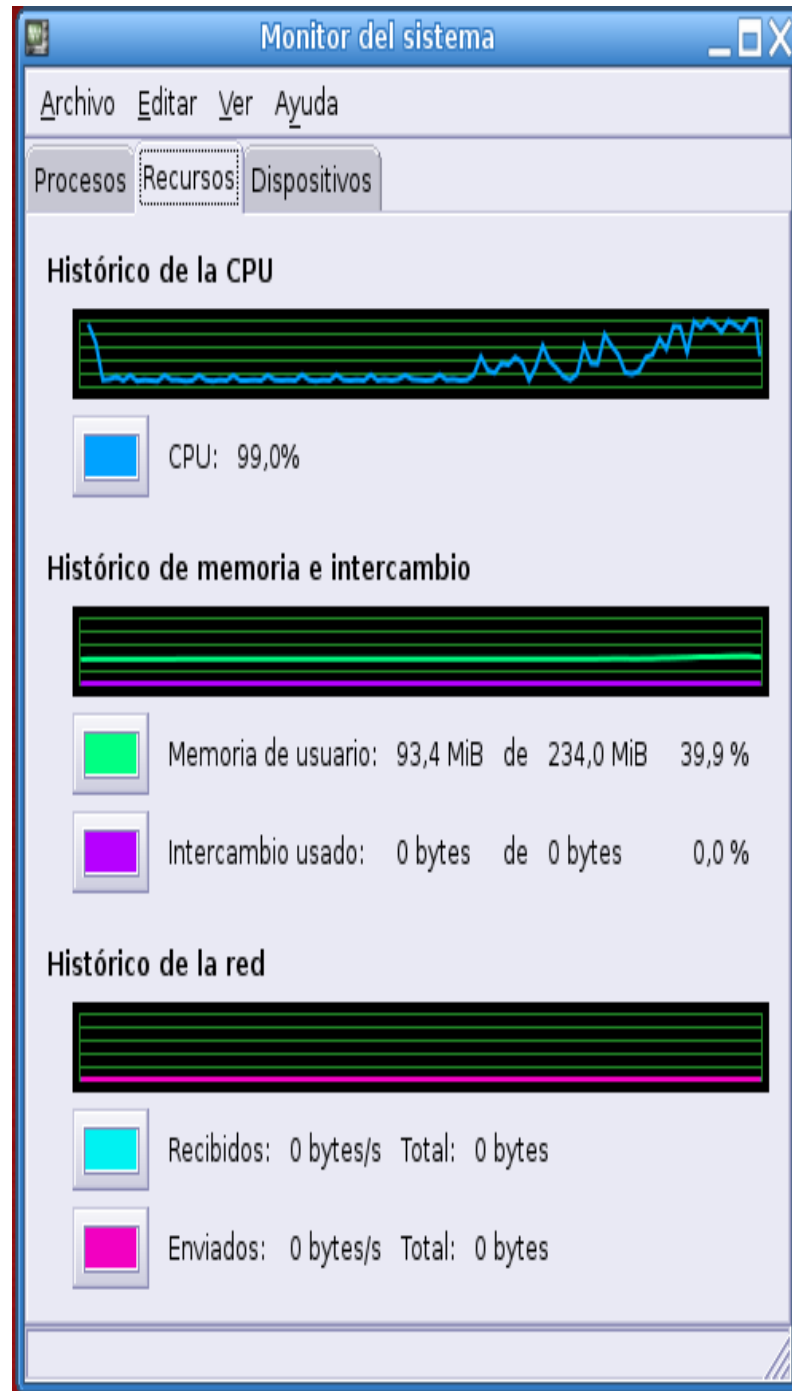 Monitor del sistema
Archivo Editar Ver Ayuda
Procesos Recursos Dispositivos
Histórico de la CPU
CPU: 99,0%
Histórico de memoria e intercambio
Memoria de usuario: 93,4 MiB de 234,0 MiB 39,9 %
Intercambio usado: 0 bytes de 0 bytes 0,0 %
Histórico de la red
Recibidos: 0 bytes/s Total: 0 bytes
Enviados: 0 bytes/s Total: 0 bytes